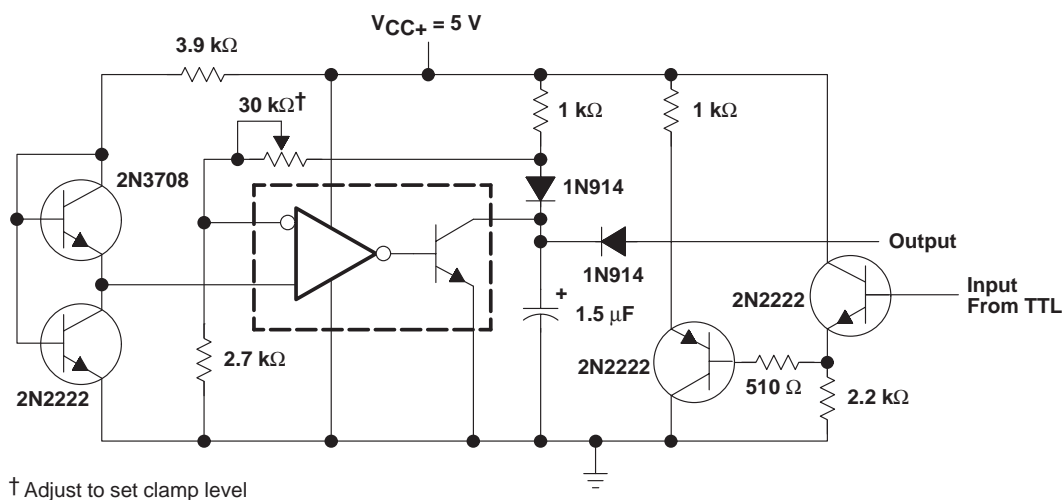 V CC+ = 5 V
3.9 kΩ
30 kΩ†
1 kΩ
1 kΩ
2N3708
1N914
Output
1N914
Input
From TTL
2N2222
+
1.5 μF
2.7 kΩ
2N2222
2N2222
510 Ω
2.2 kΩ
† Adjust to set clamp level